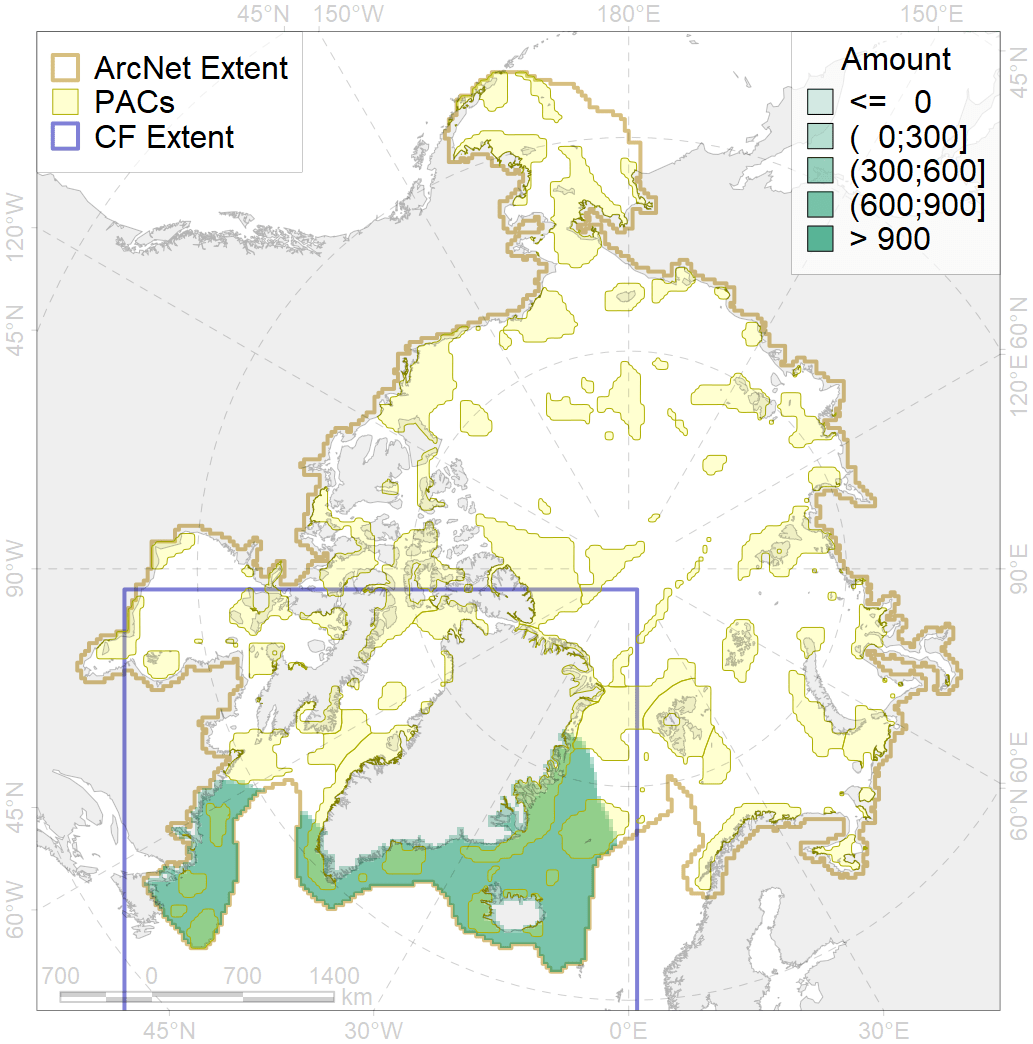 45°N 150°W 180°E 150°E
ArcNet Extent
PACs
CF Extent
Amount
<= 0
( 0;300]
(300;600]
(600;900]
> 900
120°W
45°N
90°W
45°N
60°W
45°N
60°N
120°E
90°E
60°E
60°N
700 0 700 1400
km
45°N 30°W 0°E 30°E